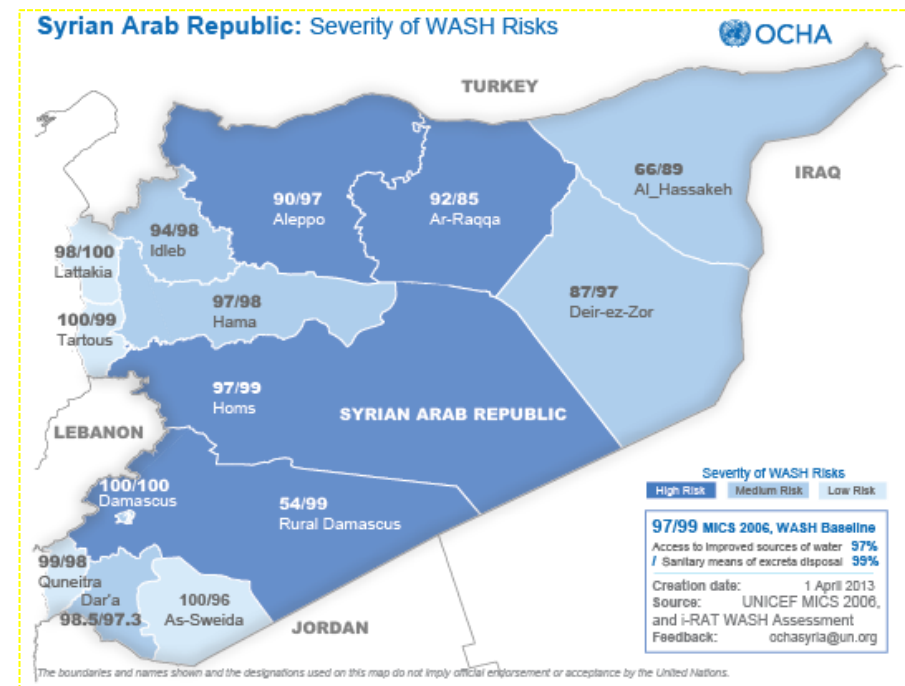 Syrian Arab Republic: Severity of WASH Risks
OCHA
TURKEY
IRAQ
66/89
Al_Hassakeh
90/97
Aleppo
92/85
Ar-Raqqa
94/98
Idleb
98/100
Lattakia
87/97
Deir-ez-Zor
97/98
Hama
100/99
Tartous
97/99
Homs
SYRIAN ARAB REPUBLIC
LEBANON
100/100
Damascus
54/99
Rural Damascus
99/98
Quneitra
Dar'a
98.5/97.3
100/96
As-Sweida
JORDAN
Severity of WASH Risks
High Risk Medium Risk Low Risk
97/99 MICS 2006, WASH Baseline
Access to Improved sources of water 97%
/ Sanitary means of excreta disposal 99%
Creation date: 1 April 2013
Source: UNICEF MICS 2006,
and i-RAT WASH Assessment
Feedback: ochasyria@un.org
The boundaries and names shown and the designations used on this map do not imply official endorsement or acceptance by the United Nations.